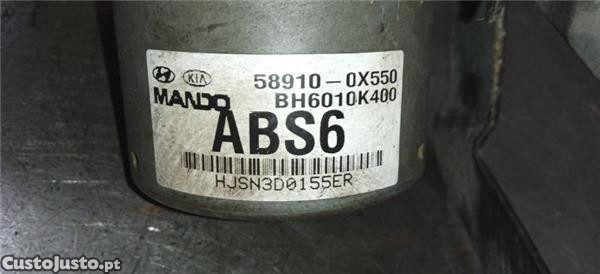 KIA 58910-0X550
MANDO BH6010K400
ABS6
HJSN3D0155ER
CustoJusto.pt